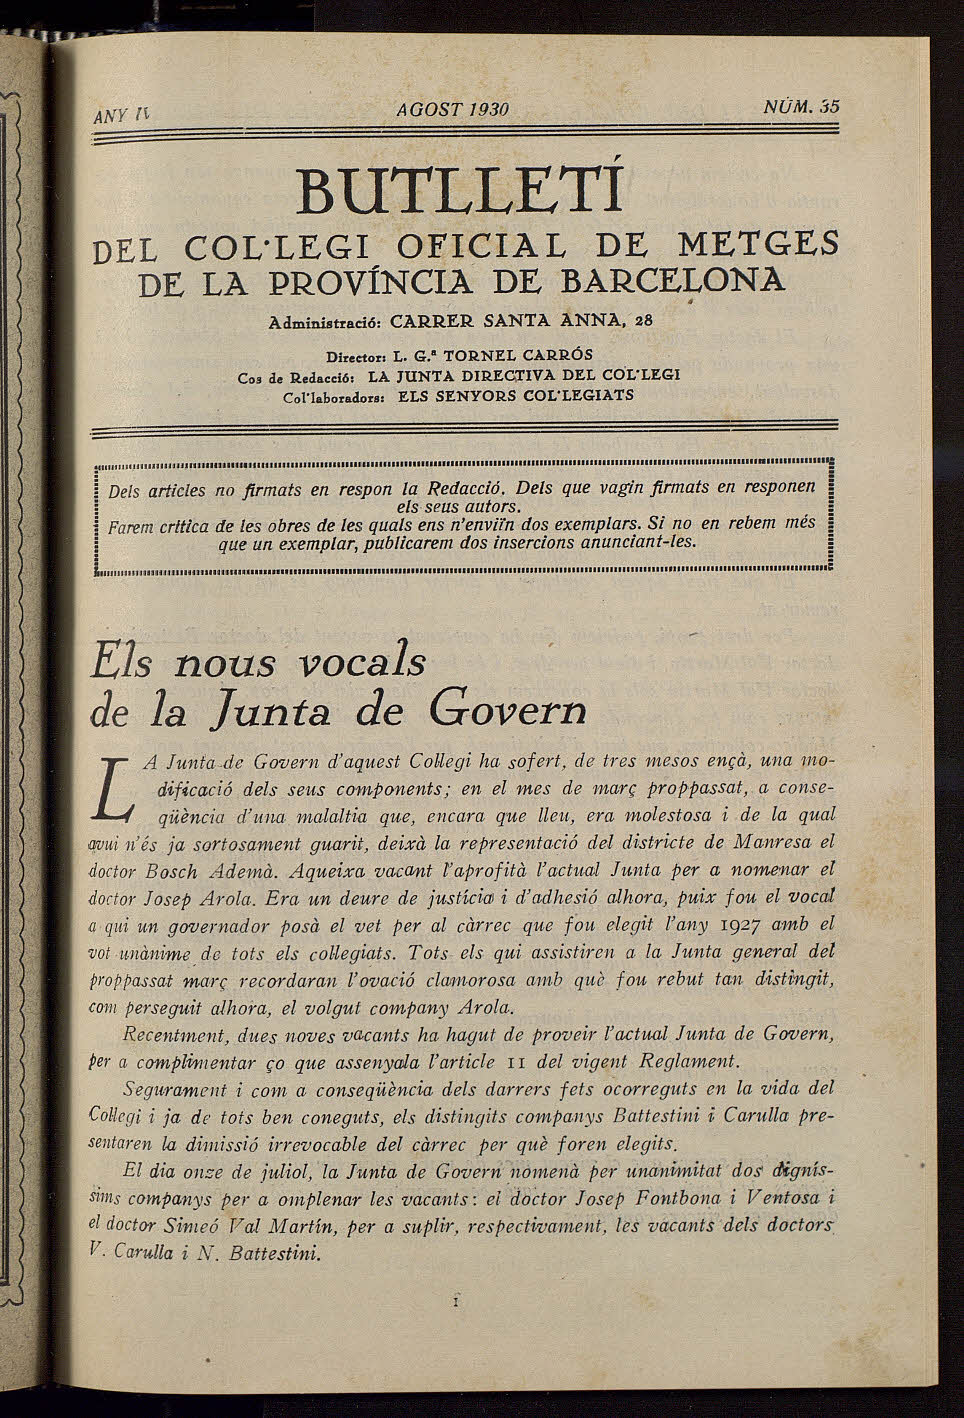 ANY IV
AGOST 1930
NÚM. 35
BUTLLETÍ
DEL COL·LEGI OFICIAL DE METGES
DE LA PROVÍNCIA DE BARCELONA
Administració: CARRER SANTA ANNA, 28
Director: L. G.ª TORNEL CARRÓS
Cos de Redacció: LA JUNTA DIRECTIVA DEL COL·LEGI
Col·laboradors: ELS SENYORS COL·LEGIATS
Dels articles no firmats en respon la Redacció. Dels que vagin firmats en responen
els seus autors.
Farem crítica de les obres de les quals ens n'enviïn dos exemplars. Si no en rebem més
que un exemplar, publicarem dos insercions anunciant-les.
Els nous vocals
de la Junta de Govern
LA Junta de Govern d'aquest Col·legi ha sofert, de tres mesos ençà, una mo-
dificació dels seus components; en el mes de març proppassat, a conse-
qüència d'una malaltia que, encara que lleu, era molestosa i de la qual
avui n'és ja sortosament guarit, deixà la representació del districte de Manresa el
doctor Bosch Ademà. Aqueixa vacant l'aprofità l'actual Junta per a nomenar el
doctor Josep Arola. Era un deure de justícia i d'adhesió alhora, puix fou el vocal
a qui un governador posà el vet per al càrrec que fou elegit l'any 1927 amb el
vot unànime de tots els col·legiats. Tots els qui assistiren a la Junta general del
proppassat març recordaran l'ovació clamorosa amb què fou rebut tan distingit,
com perseguit alhora, el volgut company Arola.
Recentment, dues noves vacants ha hagut de proveir l'actual Junta de Govern,
per a complimentar ço que assenyala l'article 11 del vigent Reglament.
Segurament i com a conseqüència dels darrers fets ocorreguts en la vida del
Col·legi i ja de tots ben coneguts, els distingits companys Battestini i Carulla pre-
sentaren la dimissió irrevocable del càrrec per què foren elegits.
El dia onze de juliol, la Junta de Govern nomenà per unanimitat dos dignís-
sims companys per a omplenar les vacants: el doctor Josep Fontbona i Ventosa i
el doctor Simeó Val Martín, per a suplir, respectivament, les vacants dels doctors
V. Carulla i N. Battestini.
1